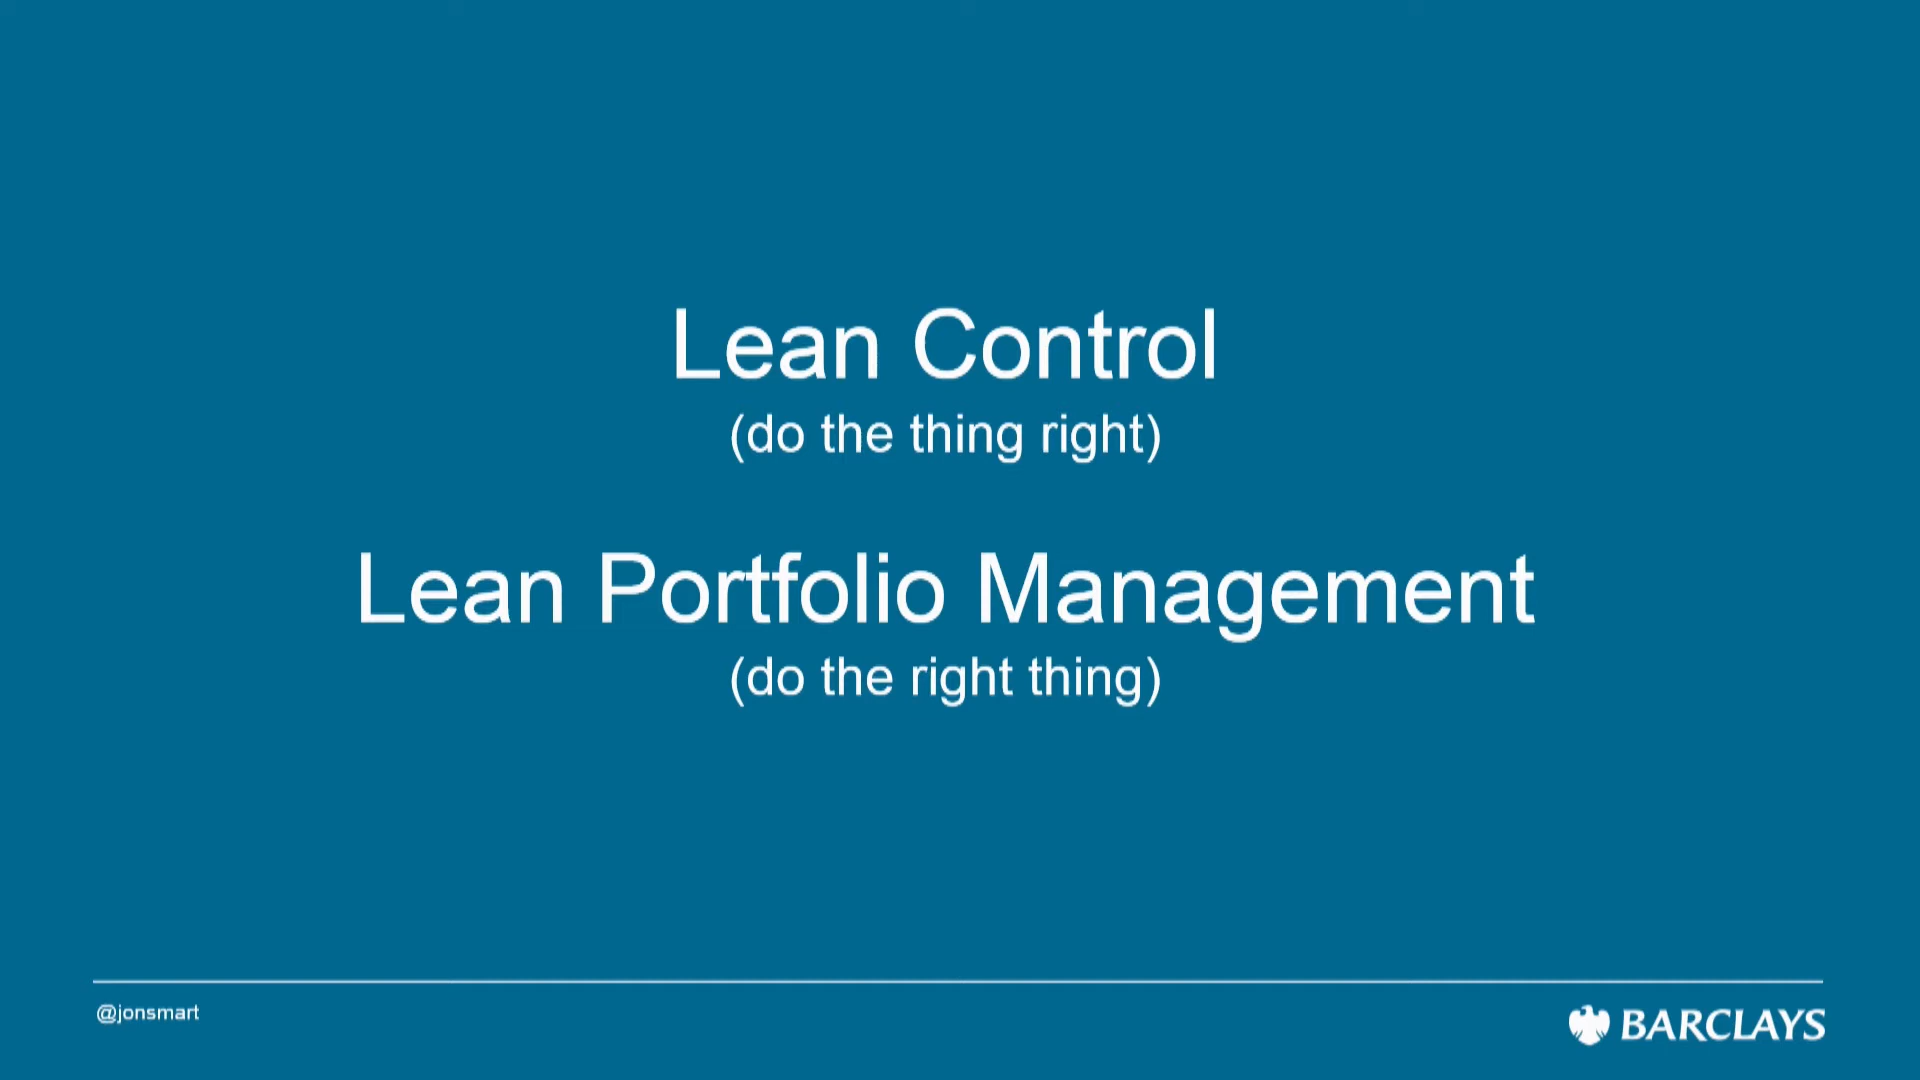 Lean Control
(do the thing right)
Lean Portfolio Management
(do the right thing)
@jonsmart
BARCLAYS